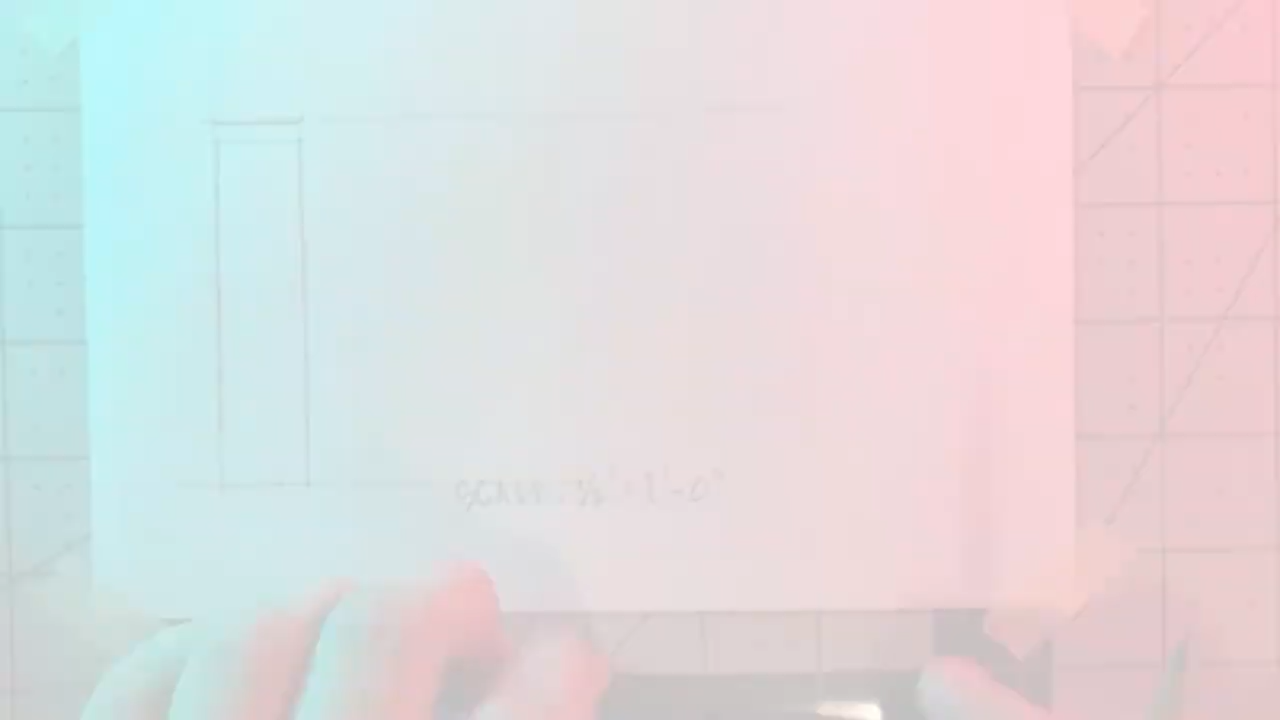 SCALE: ⅜" = 1'-0"